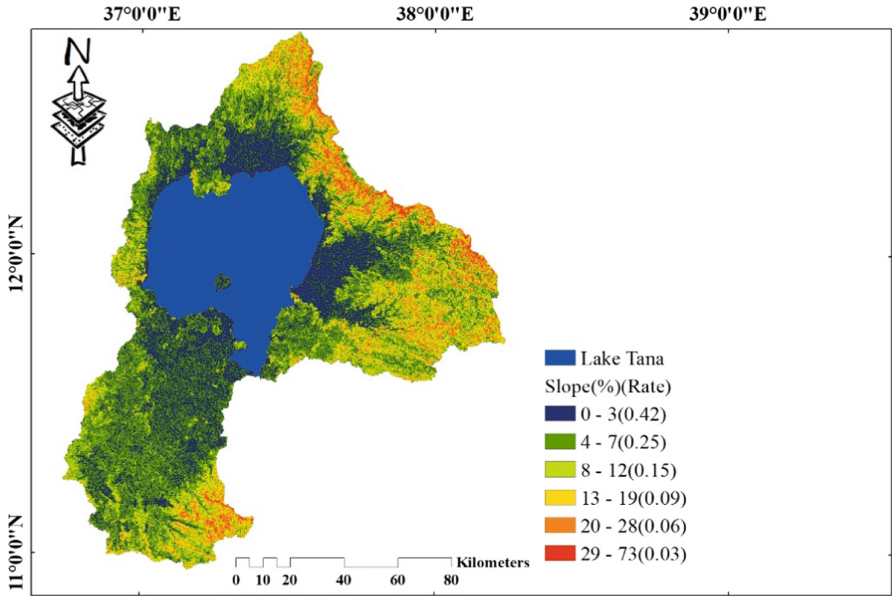 37°0'0"E 38°0'0"E 39°0'0"E
N
12°0'0"N
11°0'0"N
Lake Tana
Slope(%)(Rate)
0 - 3(0.42)
4 - 7(0.25)
8 - 12(0.15)
13 - 19(0.09)
20 - 28(0.06)
29 - 73(0.03)
Kilometers
0 10 20 40 60 80